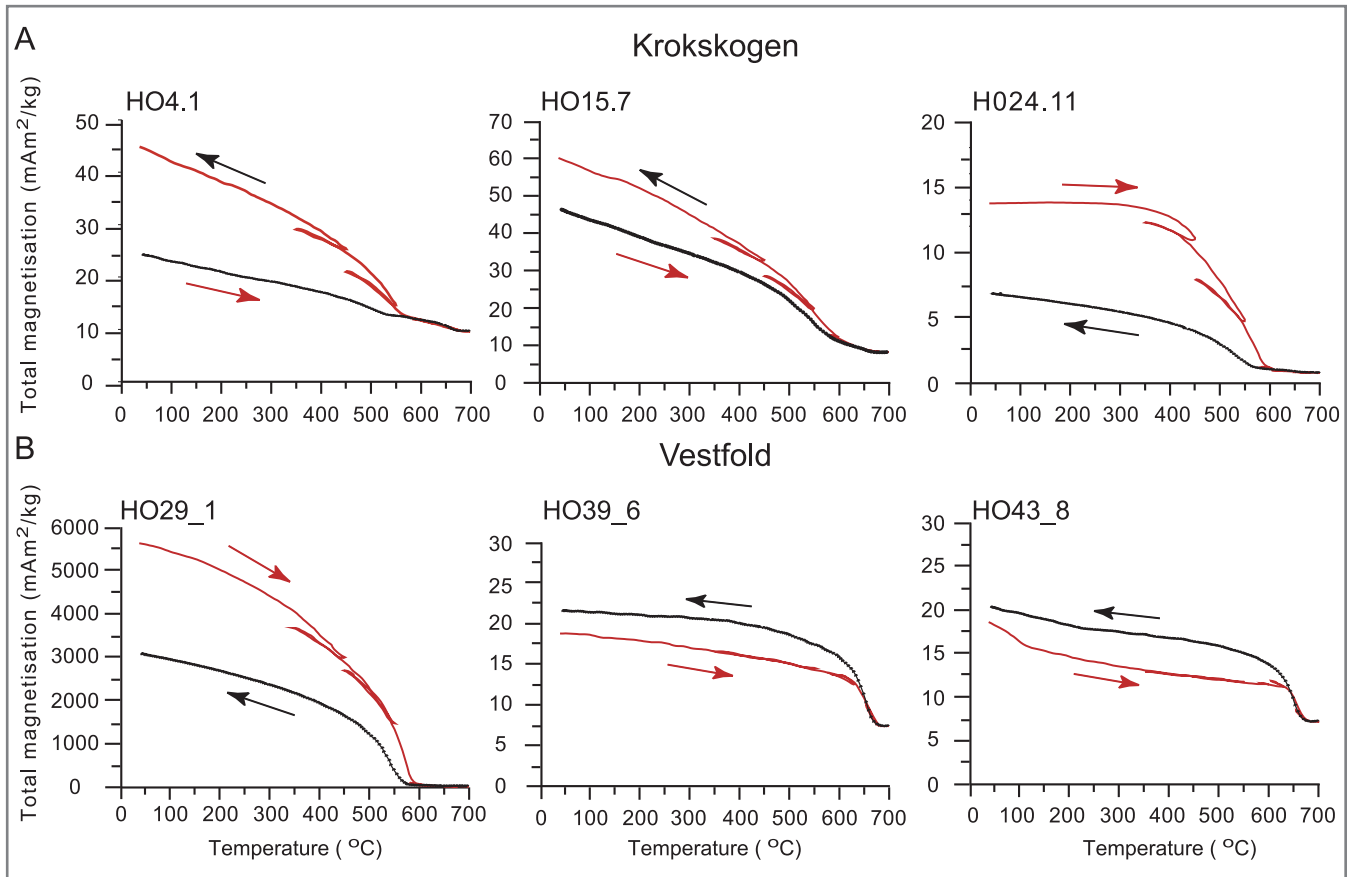 A
Krokskogen
HO4.1
HO15.7
H024.11
Total magnetisation (mAm²/kg)
50
40
30
20
10
0
70
60
50
40
30
20
10
0
20
15
10
5
0
0 100 200 300 400 500 600 700
0 100 200 300 400 500 600 700
0 100 200 300 400 500 600 700
B
Vestfold
HO29_1
HO39_6
HO43_8
Total magnetisation (mAm²/kg)
6000
5000
4000
3000
2000
1000
0
30
25
20
15
10
5
0
30
25
20
15
10
5
0
0 100 200 300 400 500 600 700
0 100 200 300 400 500 600 700
0 100 200 300 400 500 600 700
Temperature ( °C)
Temperature ( °C)
Temperature ( °C)